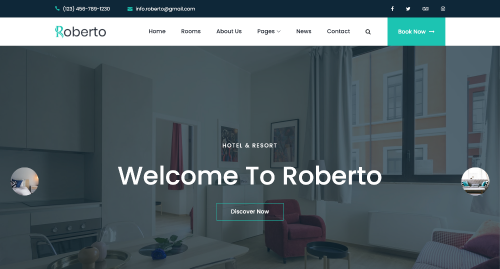 (123) 456-789-1230 info.roberto@gmail.com
Roberto Home Rooms About Us Pages News Contact Book Now
HOTEL & RESORT
Welcome To Roberto
Discover Now